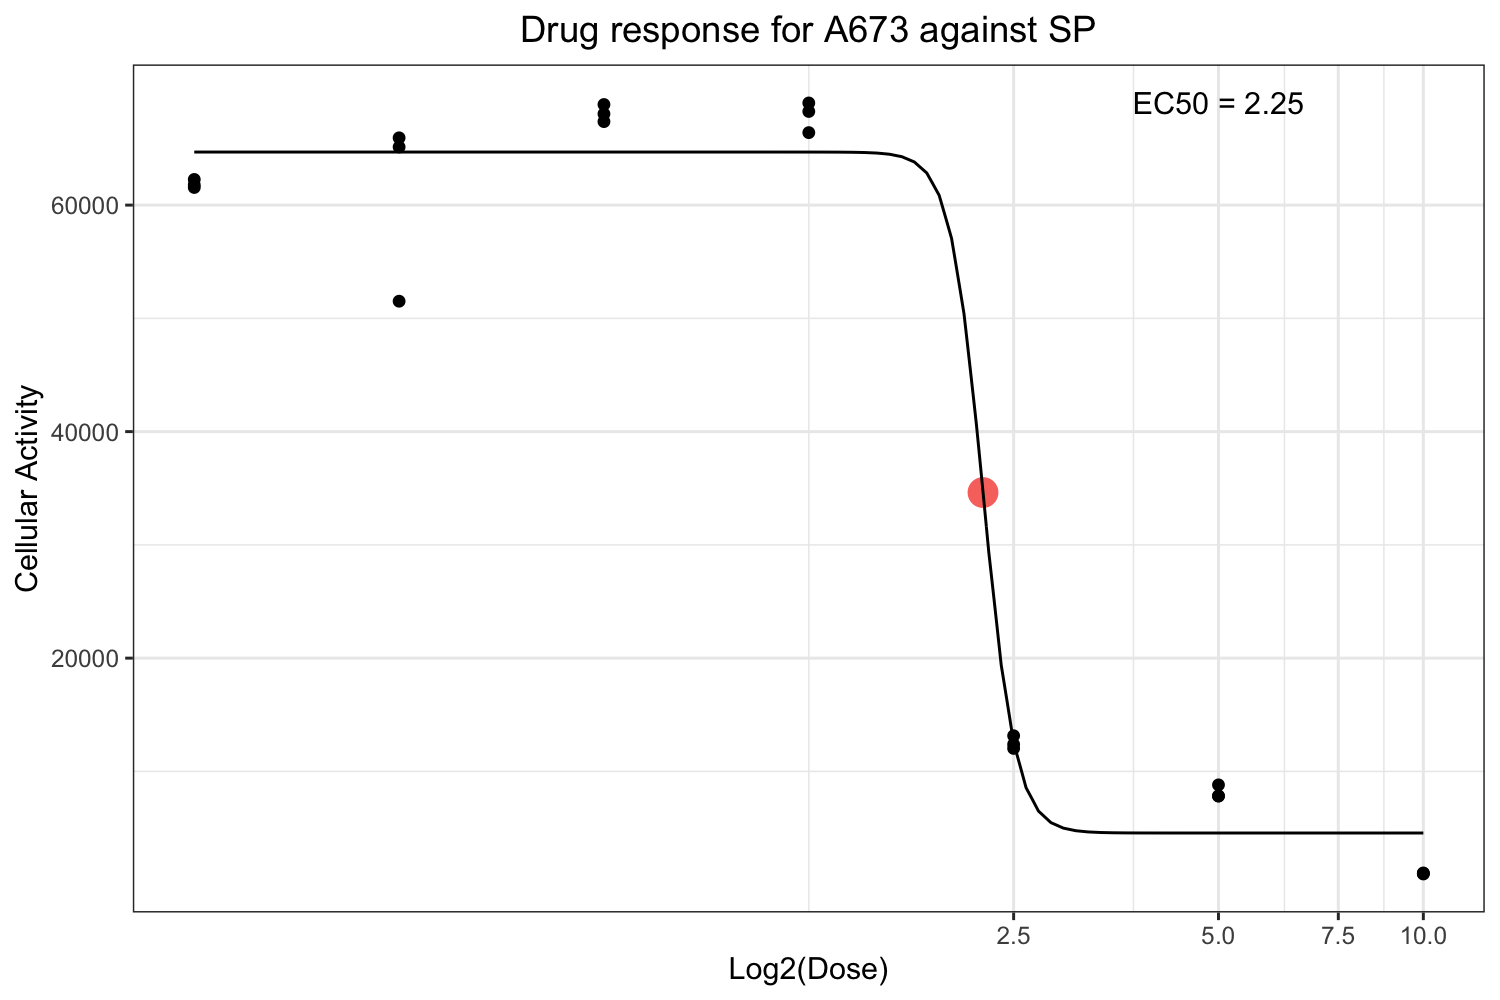 Drug response for A673 against SP
EC50 = 2.25
Cellular Activity
60000
40000
20000
2.5 5.0 7.5 10.0
Log2(Dose)